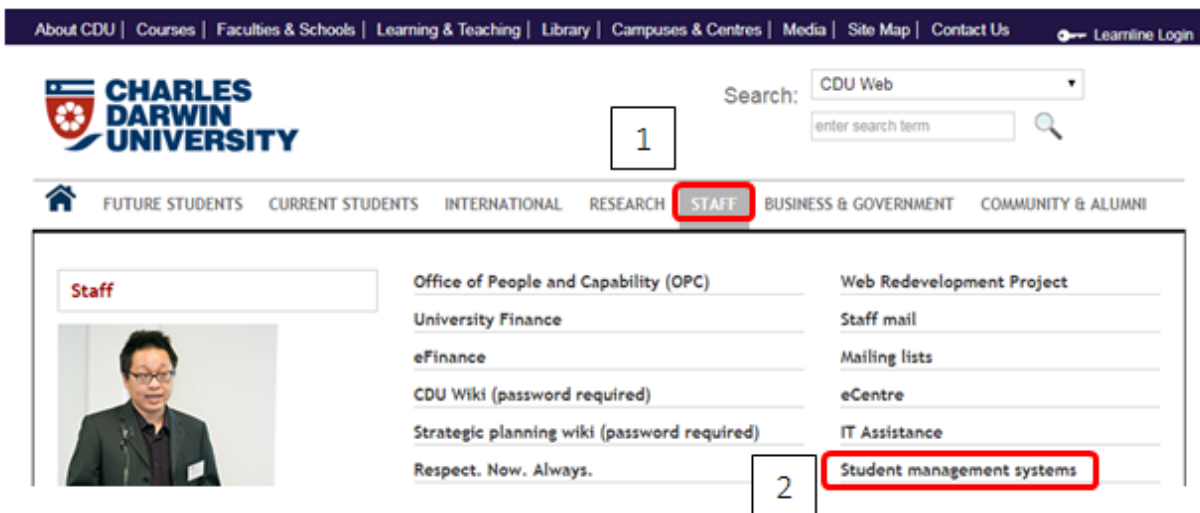 About CDU | Courses | Faculties & Schools | Learning & Teaching | Library | Campuses & Centres | Media | Site Map | Contact Us Learnline Login
CHARLES
DARWIN
UNIVERSITY
Search: CDU Web
enter search term
1
FUTURE STUDENTS CURRENT STUDENTS INTERNATIONAL RESEARCH STAFF BUSINESS & GOVERNMENT COMMUNITY & ALUMNI
Staff
Office of People and Capability (OPC)
University Finance
eFinance
CDU Wiki (password required)
Strategic planning wiki (password required)
Respect. Now. Always.
Web Redevelopment Project
Staff mail
Mailing lists
eCentre
IT Assistance
2
Student management systems